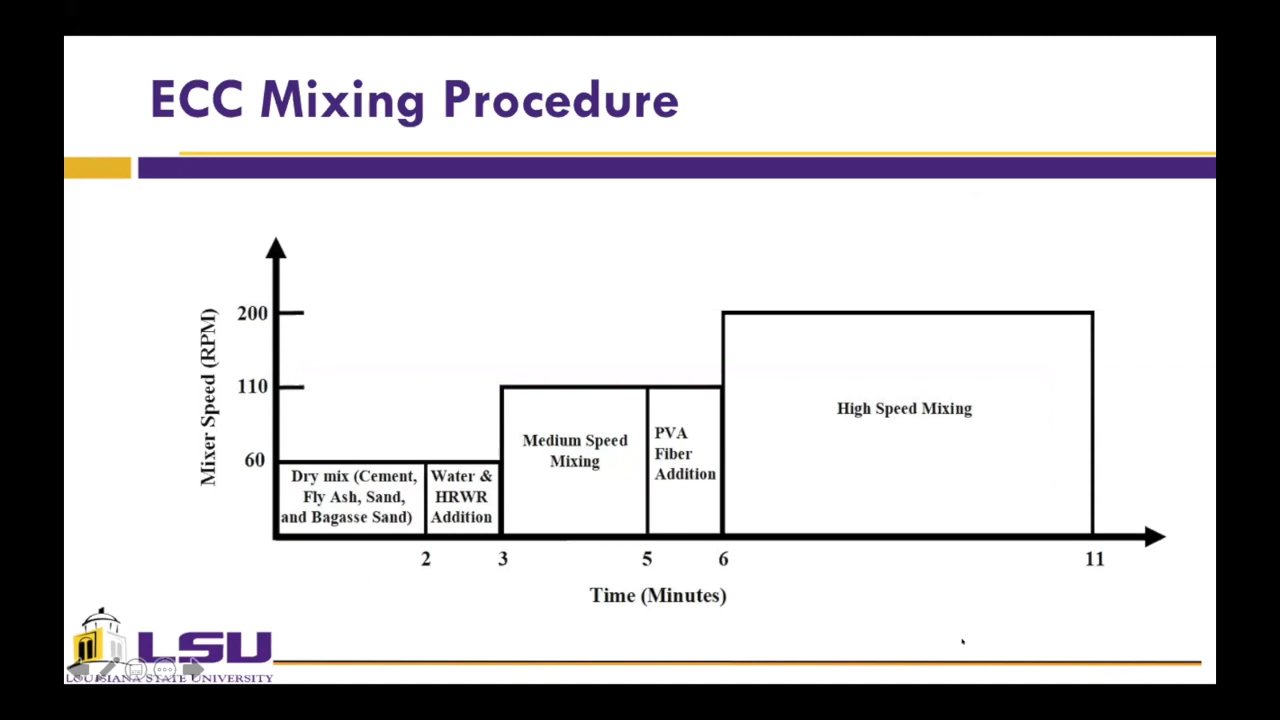 ECC Mixing Procedure
Mixer Speed (RPM)
200
110
60
Dry mix (Cement,
Fly Ash, Sand,
and Bagasse Sand)
Water &
HRWR
Addition
Medium Speed
Mixing
PVA
Fiber
Addition
High Speed Mixing
2
3
5
6
11
Time (Minutes)
LSU
LOUISIANA STATE UNIVERSITY